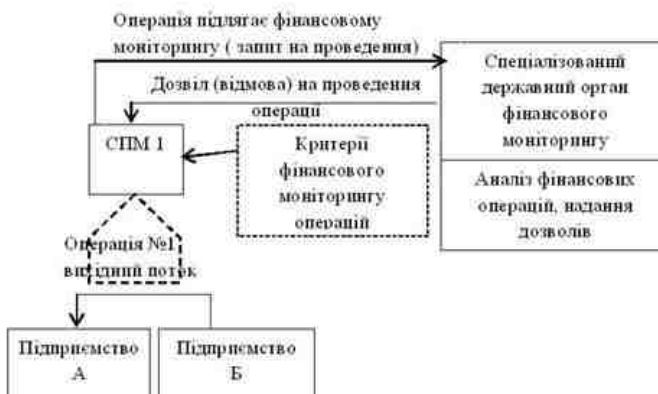 Операція підлягає фінансовому
моніторингу ( запит на проведення)
Дозвіл (відмова) на проведення
операції
СПМ 1
Критерії
фінансового
моніторингу
операцій
Спеціалізований
державний орган
фінансового
моніторингу
Аналіз фінансових
операцій, надання
дозволів
Операція №1
вихідний поток
Підприємство
А
Підприємство
Б